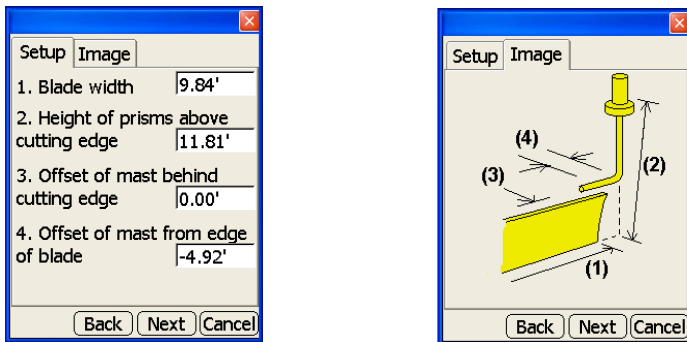 Setup Image
1. Blade width 9.84'
2. Height of prisms above
cutting edge 11.81'
3. Offset of mast behind
cutting edge 0.00'
4. Offset of mast from edge
of blade -4.92'
Back Next Cancel
Setup Image
(4)
(2)
(3)
(1)
Back Next Cancel